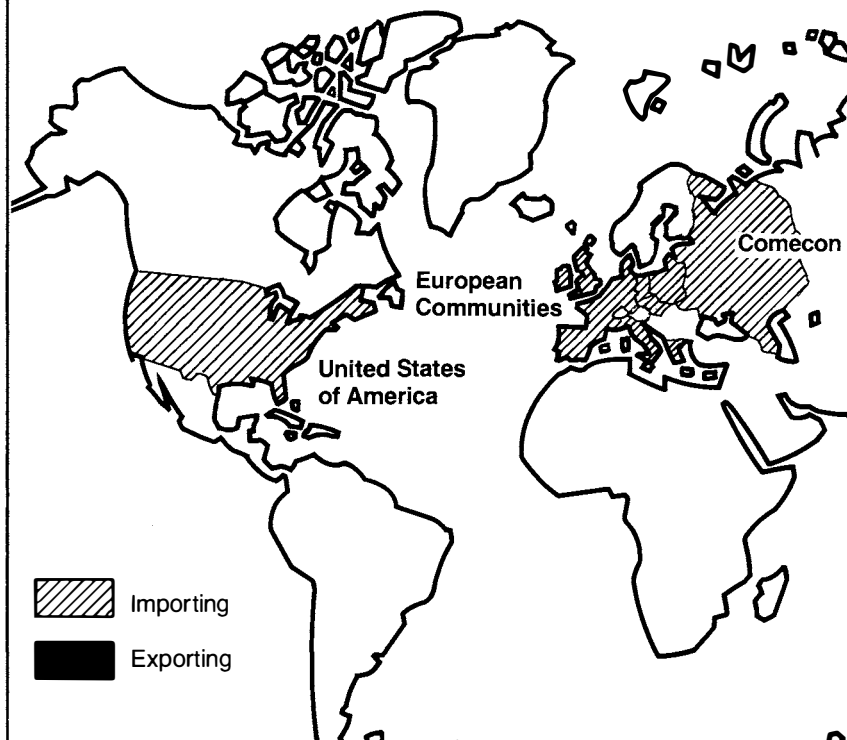 Comecon
European
Communities
United States
of America
Importing
Exporting